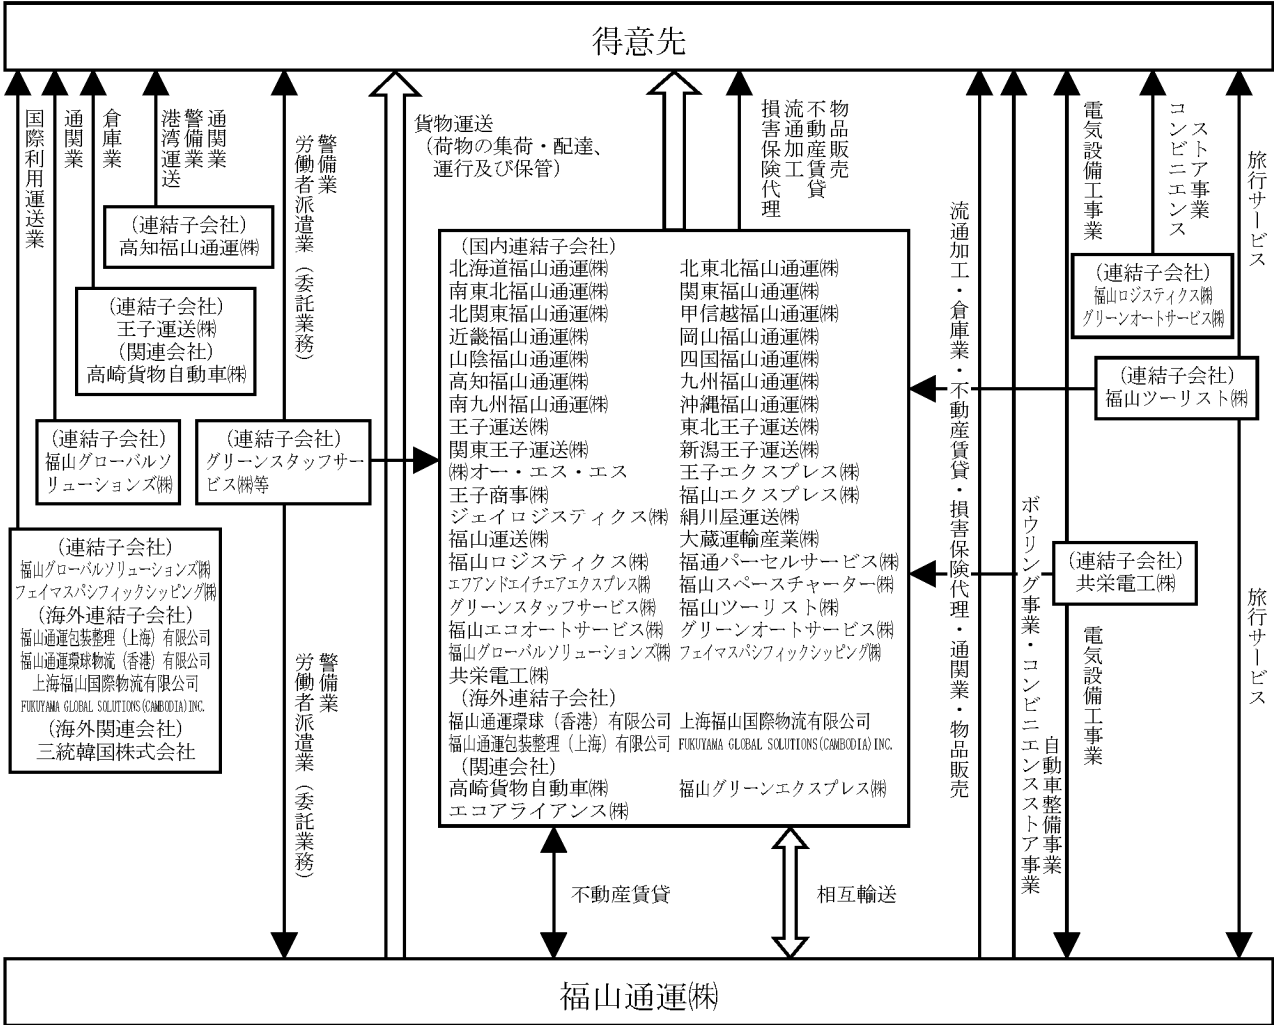 得意先
国際利用運送業
通関業
倉庫業
通関業
警備業
港湾運送
警備業
労働者派遣業（委託業務）
貨物運送
（荷物の集荷・配達、
運行及び保管）
物品販売
不動産賃貸
流通加工
損害保険代理
電気設備工事業
コンビニエンス
ストア事業
旅行サービス
（連結子会社）
高知福山通運㈱
（連結子会社）
王子運送㈱
（関連会社）
高崎貨物自動車㈱
（連結子会社）
福山グローバルソ
リューションズ㈱
（連結子会社）
グリーンスタッフサー
ビス㈱等
（連結子会社）
福山グローバルソリューションズ㈱
フェイマスパシフィックシッピング㈱
（海外連結子会社）
福山通運包装整理（上海）有限公司
福山通運環球物流（香港）有限公司
上海福山国際物流有限公司
FUKUYAMA GLOBAL SOLUTIONS(CAMBODIA)INC.
（海外関連会社）
三統韓国株式会社
警備業
労働者派遣業（委託業務）
（国内連結子会社）
北海道福山通運㈱ 北東北福山通運㈱
南東北福山通運㈱ 関東福山通運㈱
北関東福山通運㈱ 甲信越福山通運㈱
近畿福山通運㈱ 岡山福山通運㈱
山陰福山通運㈱ 四国福山通運㈱
高知福山通運㈱ 九州福山通運㈱
南九州福山通運㈱ 沖縄福山通運㈱
王子運送㈱ 東北王子運送㈱
関東王子運送㈱ 新潟王子運送㈱
㈱オー・エス・エス 王子エクスプレス㈱
王子商事㈱ 福山エクスプレス㈱
ジェイロジスティクス㈱ 絹川屋運送㈱
福山運送㈱ 大蔵運輸産業㈱
福山ロジスティクス㈱ 福通パーセルサービス㈱
エフアンドエイチエアエクスプレス㈱ 福山スペースチャーター㈱
グリーンスタッフサービス㈱ 福山ツーリスト㈱
福山エコオートサービス㈱ グリーンオートサービス㈱
福山グローバルソリューションズ㈱ フェイマスパシフィックシッピング㈱
共栄電工㈱
（海外連結子会社）
福山通運環球（香港）有限公司 上海福山国際物流有限公司
福山通運包装整理（上海）有限公司 FUKUYAMA GLOBAL SOLUTIONS(CAMBODIA)INC.
（関連会社）
高崎貨物自動車㈱ 福山グリーンエクスプレス㈱
エコアライアンス㈱
流通加工・倉庫業・不動産賃貸・損害保険代理・通関業・物品販売
ボウリング事業・コンビニエンスストア事業
自動車整備事業
（連結子会社）
福山ロジスティクス㈱
グリーンオートサービス㈱
（連結子会社）
福山ツーリスト㈱
（連結子会社）
共栄電工㈱
電気設備工事業
旅行サービス
不動産賃貸
相互輸送
福山通運㈱